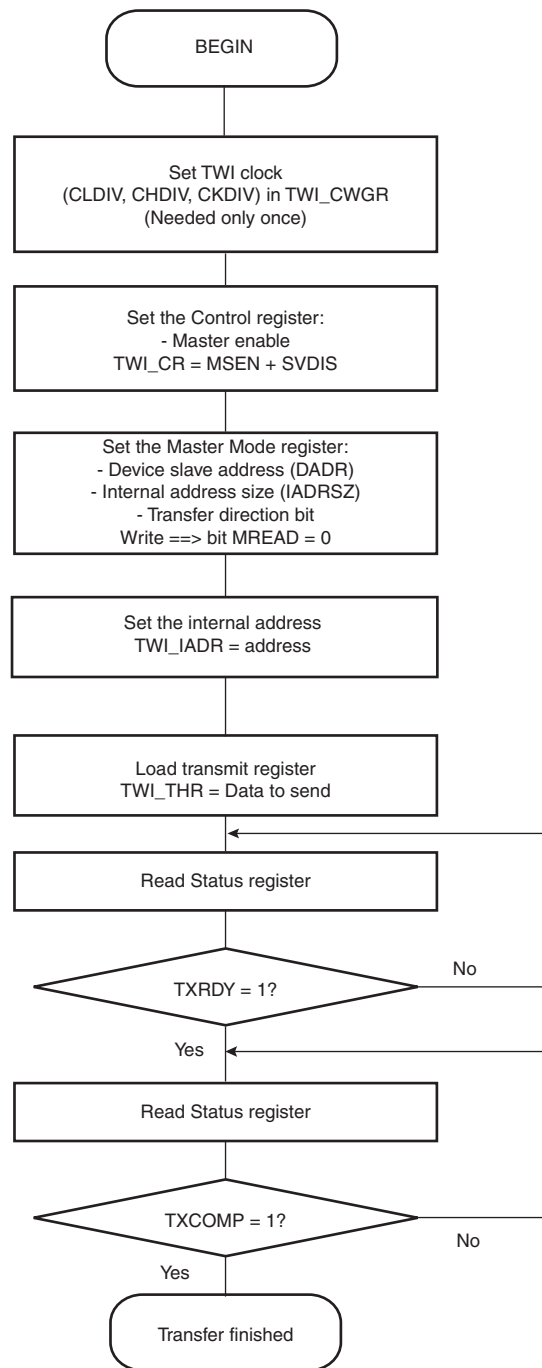 BEGIN
Set TWI clock
(CLDIV, CHDIV, CKDIV) in TWI_CWGR
(Needed only once)
Set the Control register:
- Master enable
TWI_CR = MSEN + SVDIS
Set the Master Mode register:
- Device slave address (DADR)
- Internal address size (IADRSZ)
- Transfer direction bit
Write ==> bit MREAD = 0
Set the internal address
TWI_IADR = address
Load transmit register
TWI_THR = Data to send
Read Status register
No
TXRDY = 1?
Yes
Read Status register
TXCOMP = 1?
No
Yes
Transfer finished